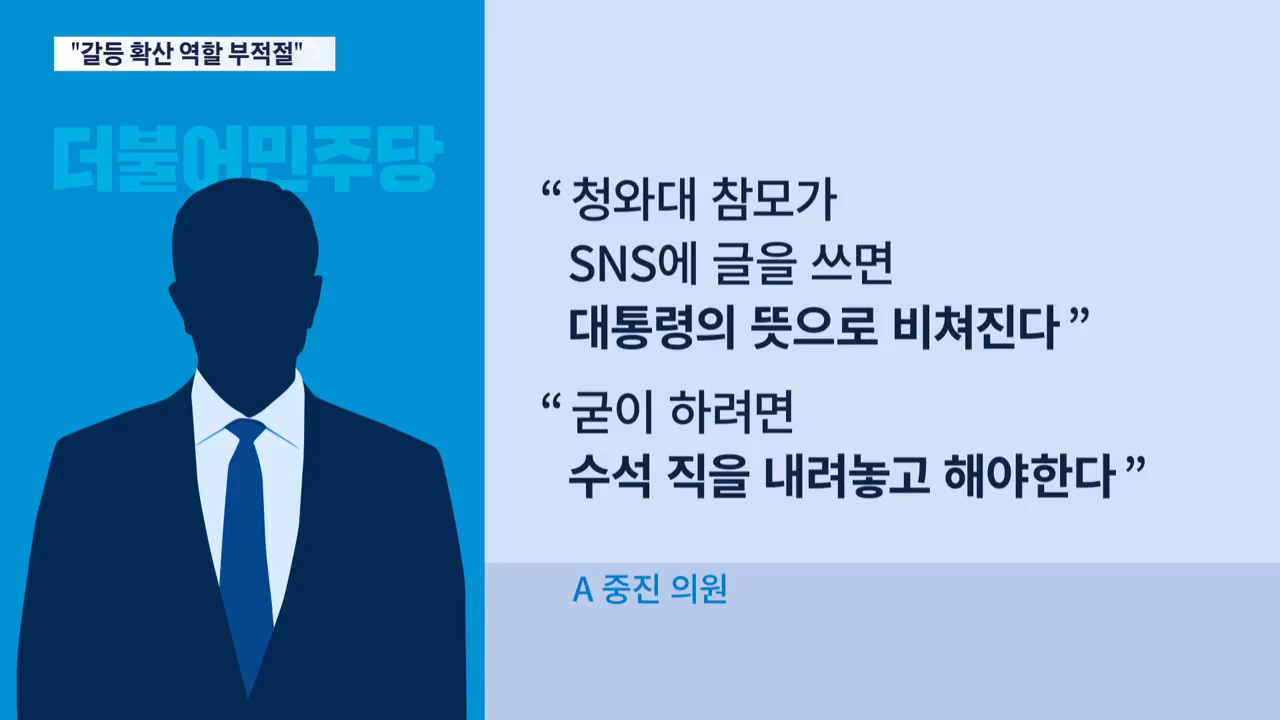 "갈등 확산 역할 부적절"
더불어민주당
“ 청와대 참모가
SNS에 글을 쓰면
대통령의 뜻으로 비쳐진다 ”
“ 굳이 하려면
수석 직을 내려놓고 해야한다 ”
A 중진 의원